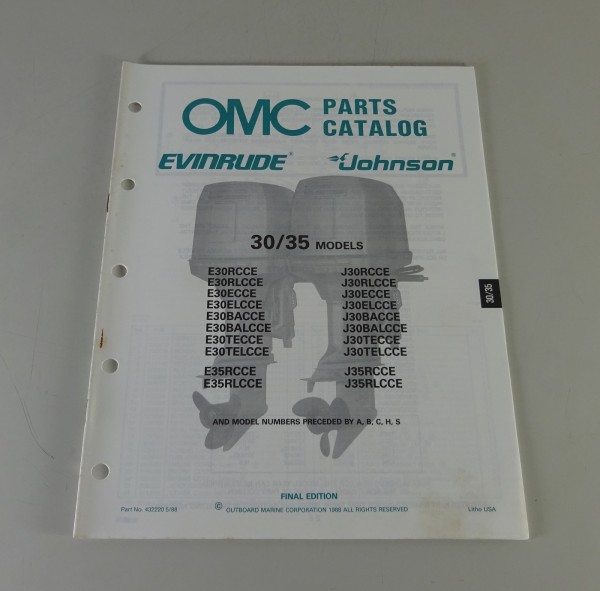 OMC PARTS CATALOG
EVINRUDE® Johnson®
30/35 MODELS
E30RCCE J30RCCE
E30RLCCE J30RLCCE
E30ECCE J30ECCE
E30ELCCE J30ELCCE
E30BACCE J30BACCE
E30BALCCE J30BALCCE
E30TECCE J30TECCE
E30TELCCE J30TELCCE
E35RCCE J35RCCE
E35RLCCE J35RLCCE
30/35
AND MODEL NUMBERS PRECEDED BY A, B, C, H, S
FINAL EDITION
Part No. 432220 5/88 © OUTBOARD MARINE CORPORATION 1988 ALL RIGHTS RESERVED Litho USA